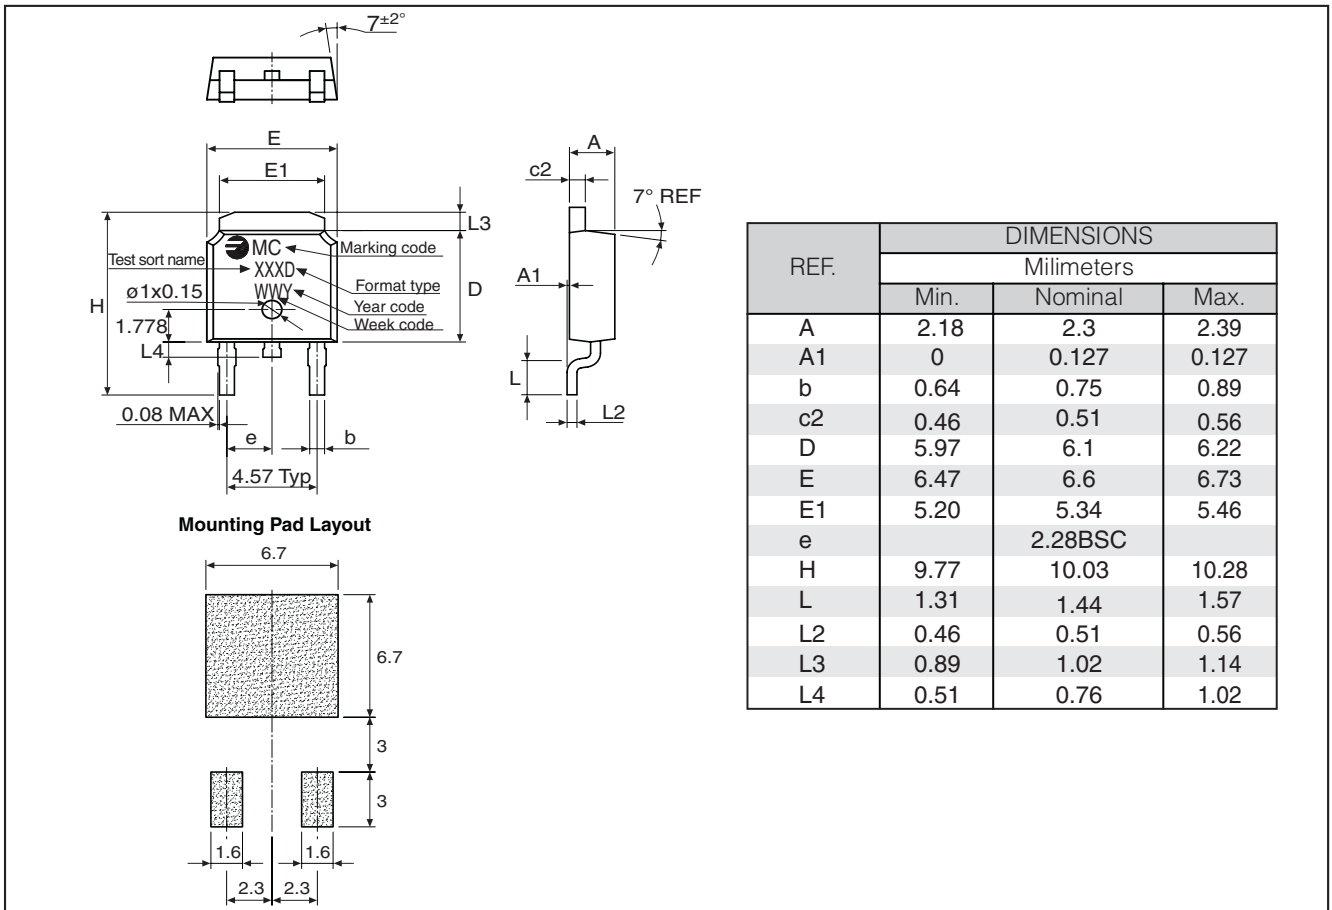 7±2°
E
E1
A
c2
7° REF
L3
MC
Marking code
Test sort name
XXXD
A1
Format type
ø1x0.15
WWY
D
H
Year code
1.778
Week code
L4
L
0.08 MAX
L2
e
b
4.57 Typ
Mounting Pad Layout
6.7
6.7
3
3
1.6
1.6
2.3
2.3
REF.
DIMENSIONS
Milimeters
Min. Nominal Max.
A 2.18 2.3 2.39
A1 0 0.127 0.127
b 0.64 0.75 0.89
c2 0.46 0.51 0.56
D 5.97 6.1 6.22
E 6.47 6.6 6.73
E1 5.20 5.34 5.46
e 2.28BSC
H 9.77 10.03 10.28
L 1.31 1.44 1.57
L2 0.46 0.51 0.56
L3 0.89 1.02 1.14
L4 0.51 0.76 1.02